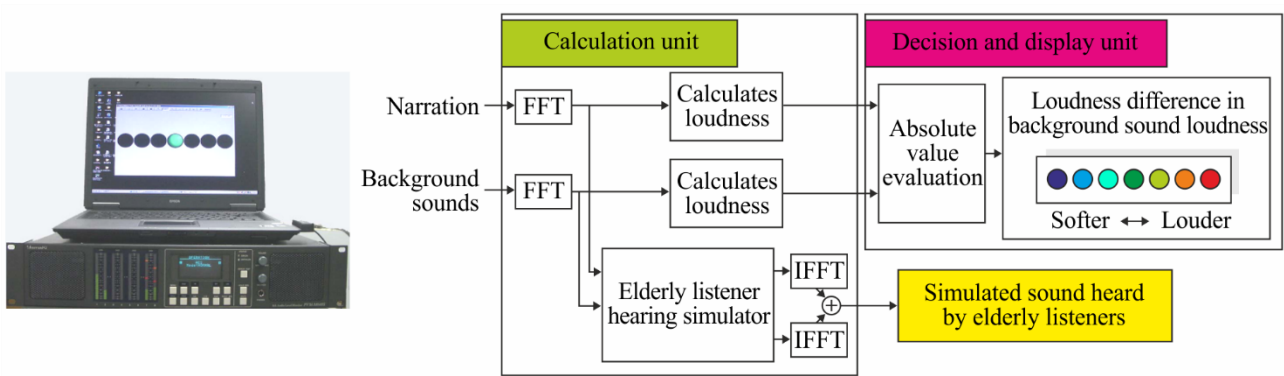 Calculation unit
Decision and display unit
Narration
FFT
Calculates
loudness
Background
sounds
FFT
Calculates
loudness
Absolute
value
evaluation
Loudness difference in
background sound loudness
Softer ↔ Louder
Elderly listener
hearing simulator
IFFT
IFFT
Simulated sound heard
by elderly listeners